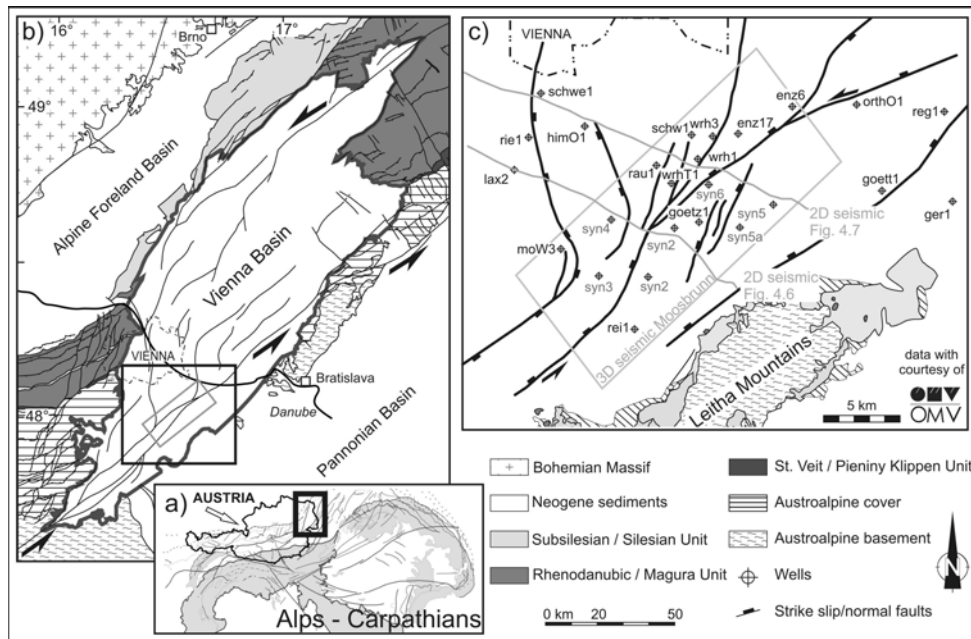 b)
16°
Brno
17°
49°
Alpine Foreland Basin
Vienna Basin
VIENNA
48°
Bratislava
Danube
Pannonian Basin
a)
AUSTRIA
Alps - Carpathians
c)
VIENNA
schwe1
enz6
orthO1
reg1
rie1
himO1
schw1
wrh3
enz17
lax2
rau1
wrhT1
wrh1
syn6
goett1
goetz1
syn5
ger1
syn4
syn2
syn5a
2D seismic
Fig. 4.7
moW3
syn3
syn2
2D seismic
Fig. 4.6
rei1
3D seismic Moosbrunn
Leitha Mountains
data with
courtesy of
OMV
5 km
Bohemian Massif
Neogene sediments
Subsilesian / Silesian Unit
Rhenodanubic / Magura Unit
St. Veit / Pieniny Klippen Unit
Austroalpine cover
Austroalpine basement
Wells
Strike slip/normal faults
0 km 20 50
N